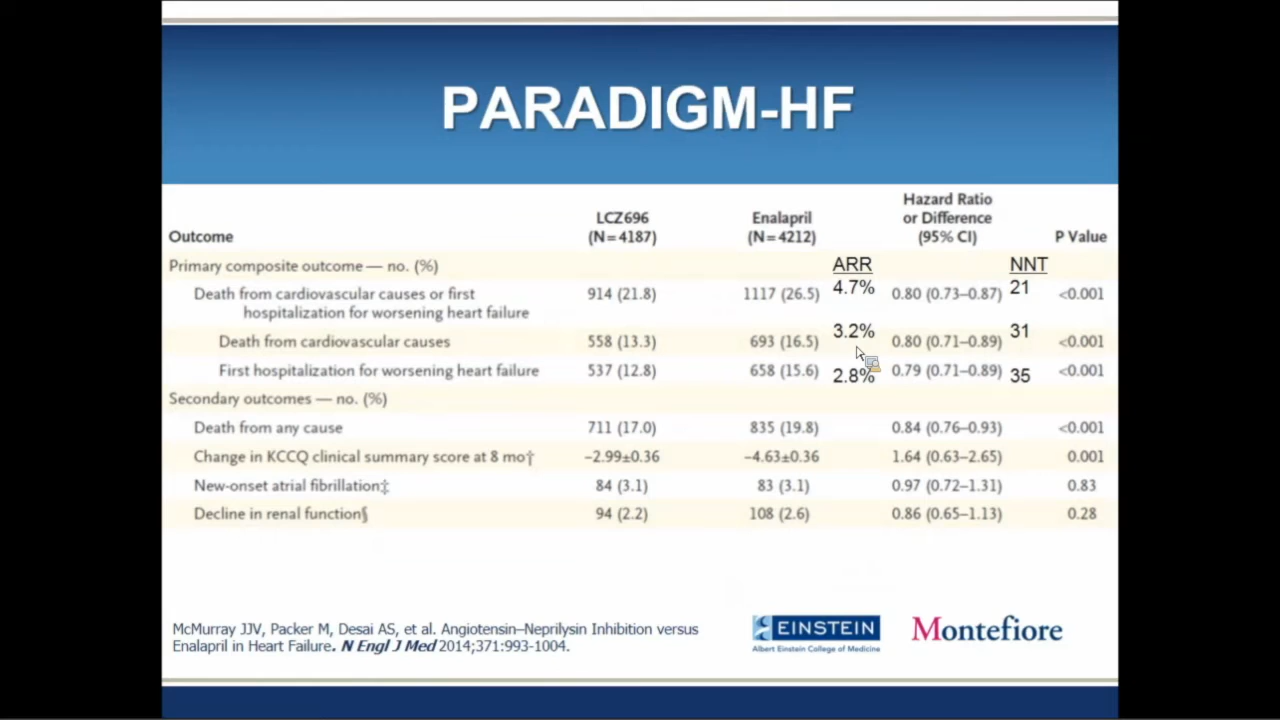 PARADIGM-HF
Hazard Ratio
LCZ696 Enalapril or Difference
Outcome (N=4187) (N=4212) (95% CI) P Value
Primary composite outcome — no. (%) ARR NNT
Death from cardiovascular causes or first 914 (21.8) 1117 (26.5) 4.7% 0.80 (0.73–0.87) 21 <0.001
hospitalization for worsening heart failure
Death from cardiovascular causes 558 (13.3) 693 (16.5) 3.2% 0.80 (0.71–0.89) 31 <0.001
First hospitalization for worsening heart failure 537 (12.8) 658 (15.6) 2.8% 0.79 (0.71–0.89) 35 <0.001
Secondary outcomes — no. (%)
Death from any cause 711 (17.0) 835 (19.8) 0.84 (0.76–0.93) <0.001
Change in KCCQ clinical summary score at 8 mo† −2.99±0.36 −4.63±0.36 1.64 (0.63–2.65) 0.001
New-onset atrial fibrillation‡ 84 (3.1) 83 (3.1) 0.97 (0.72–1.31) 0.83
Decline in renal function§ 94 (2.2) 108 (2.6) 0.86 (0.65–1.13) 0.28
McMurray JJV, Packer M, Desai AS, et al. Angiotensin–Neprilysin Inhibition versus
Enalapril in Heart Failure. N Engl J Med 2014;371:993-1004.
EINSTEIN
Albert Einstein College of Medicine
Montefiore